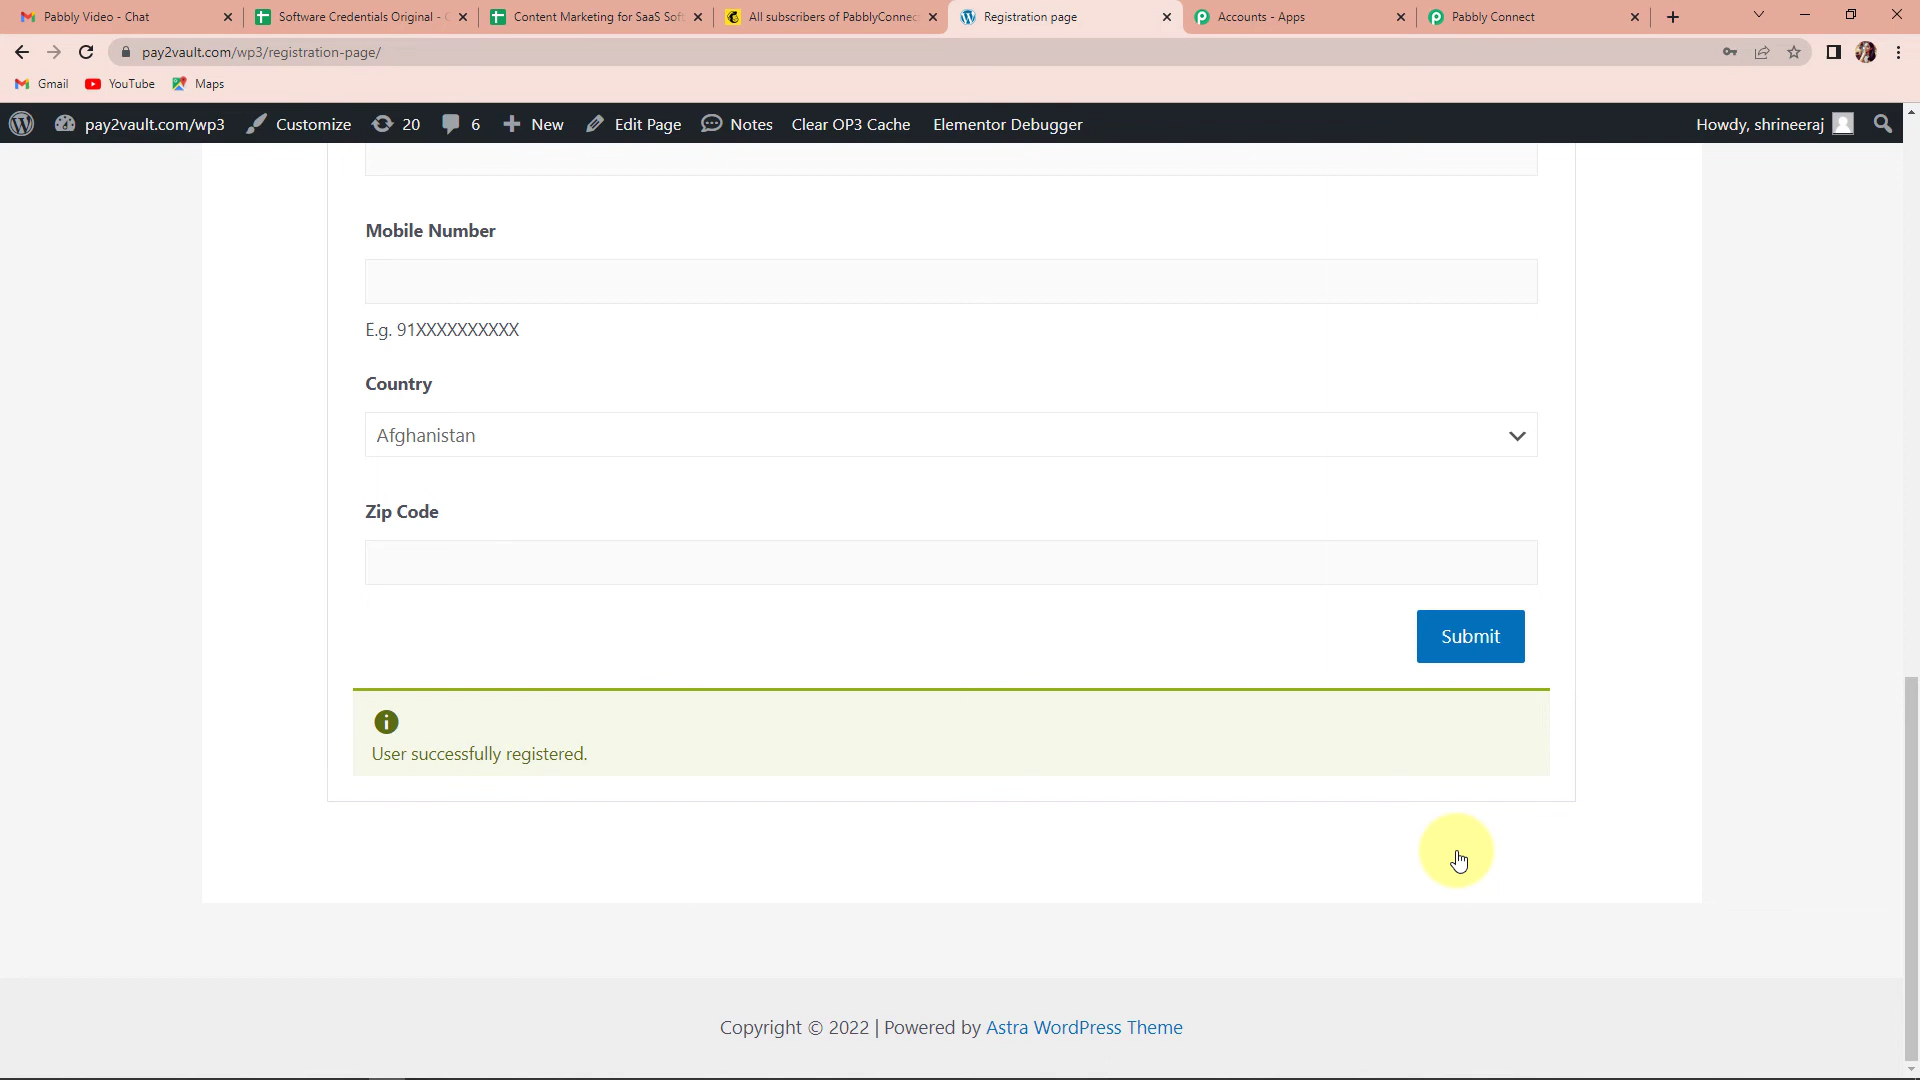 Pabbly Video - Chat
Software Credentials Original -
Content Marketing for SaaS Soft
All subscribers of PabblyConnec
Registration page
Accounts - Apps
Pabbly Connect
pay2vault.com/wp3/registration-page/
Gmail
YouTube
Maps
pay2vault.com/wp3
Customize
20
6
New
Edit Page
Notes
Clear OP3 Cache
Elementor Debugger
Howdy, shrineeraj
Mobile Number
E.g. 91XXXXXXXXXX
Country
Afghanistan
Zip Code
Submit
User successfully registered.
Copyright © 2022 | Powered by Astra WordPress Theme